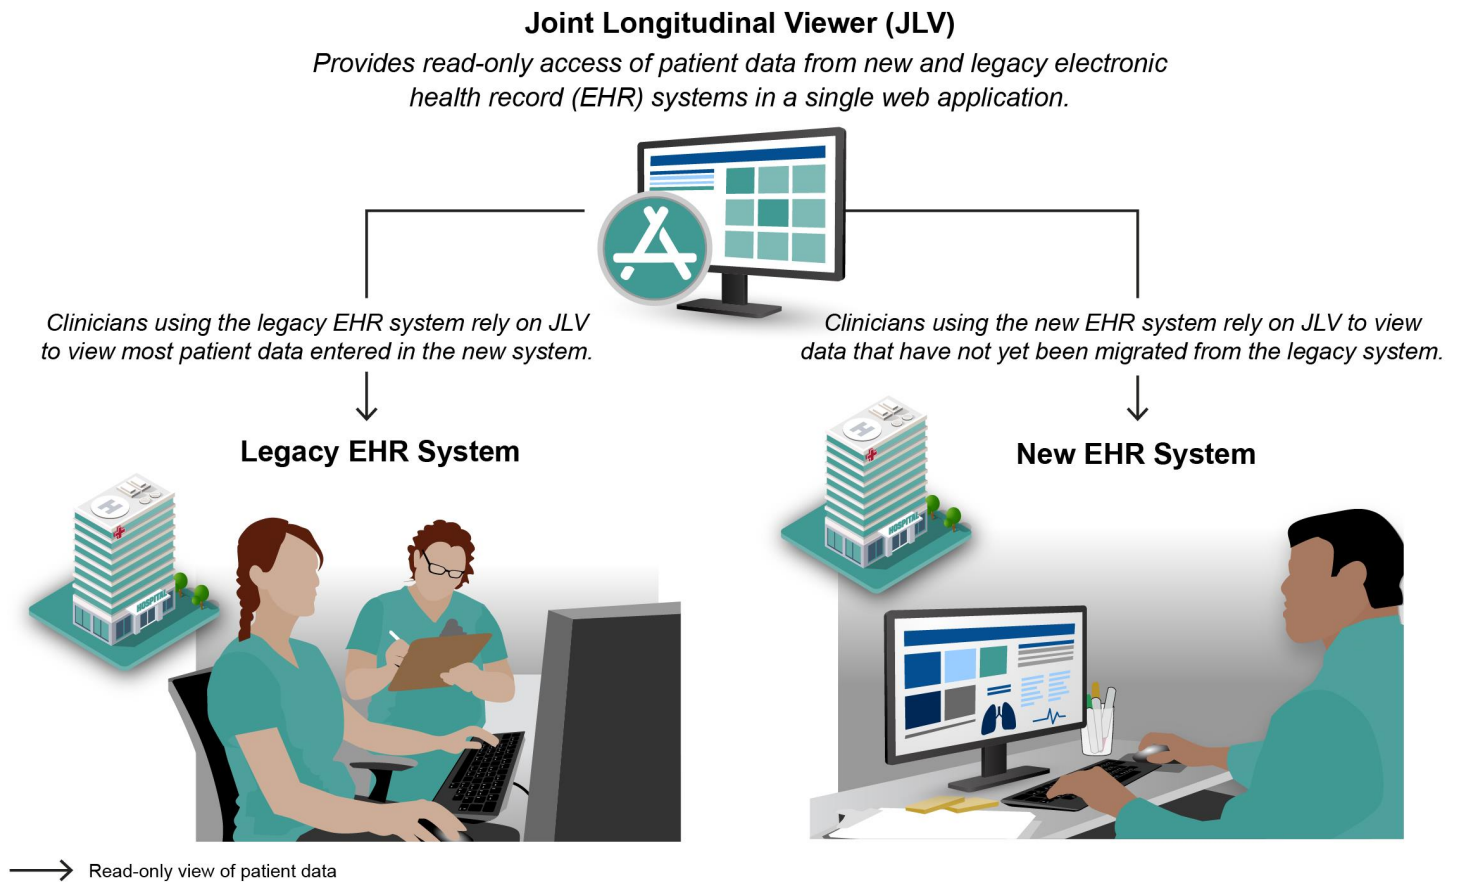 Joint Longitudinal Viewer (JLV)
Provides read-only access of patient data from new and legacy electronic
health record (EHR) systems in a single web application.
Clinicians using the legacy EHR system rely on JLV
to view most patient data entered in the new system.
Clinicians using the new EHR system rely on JLV to view
data that have not yet been migrated from the legacy system.
Legacy EHR System
New EHR System
H
HOSPITAL
H
HOSPITAL
Read-only view of patient data